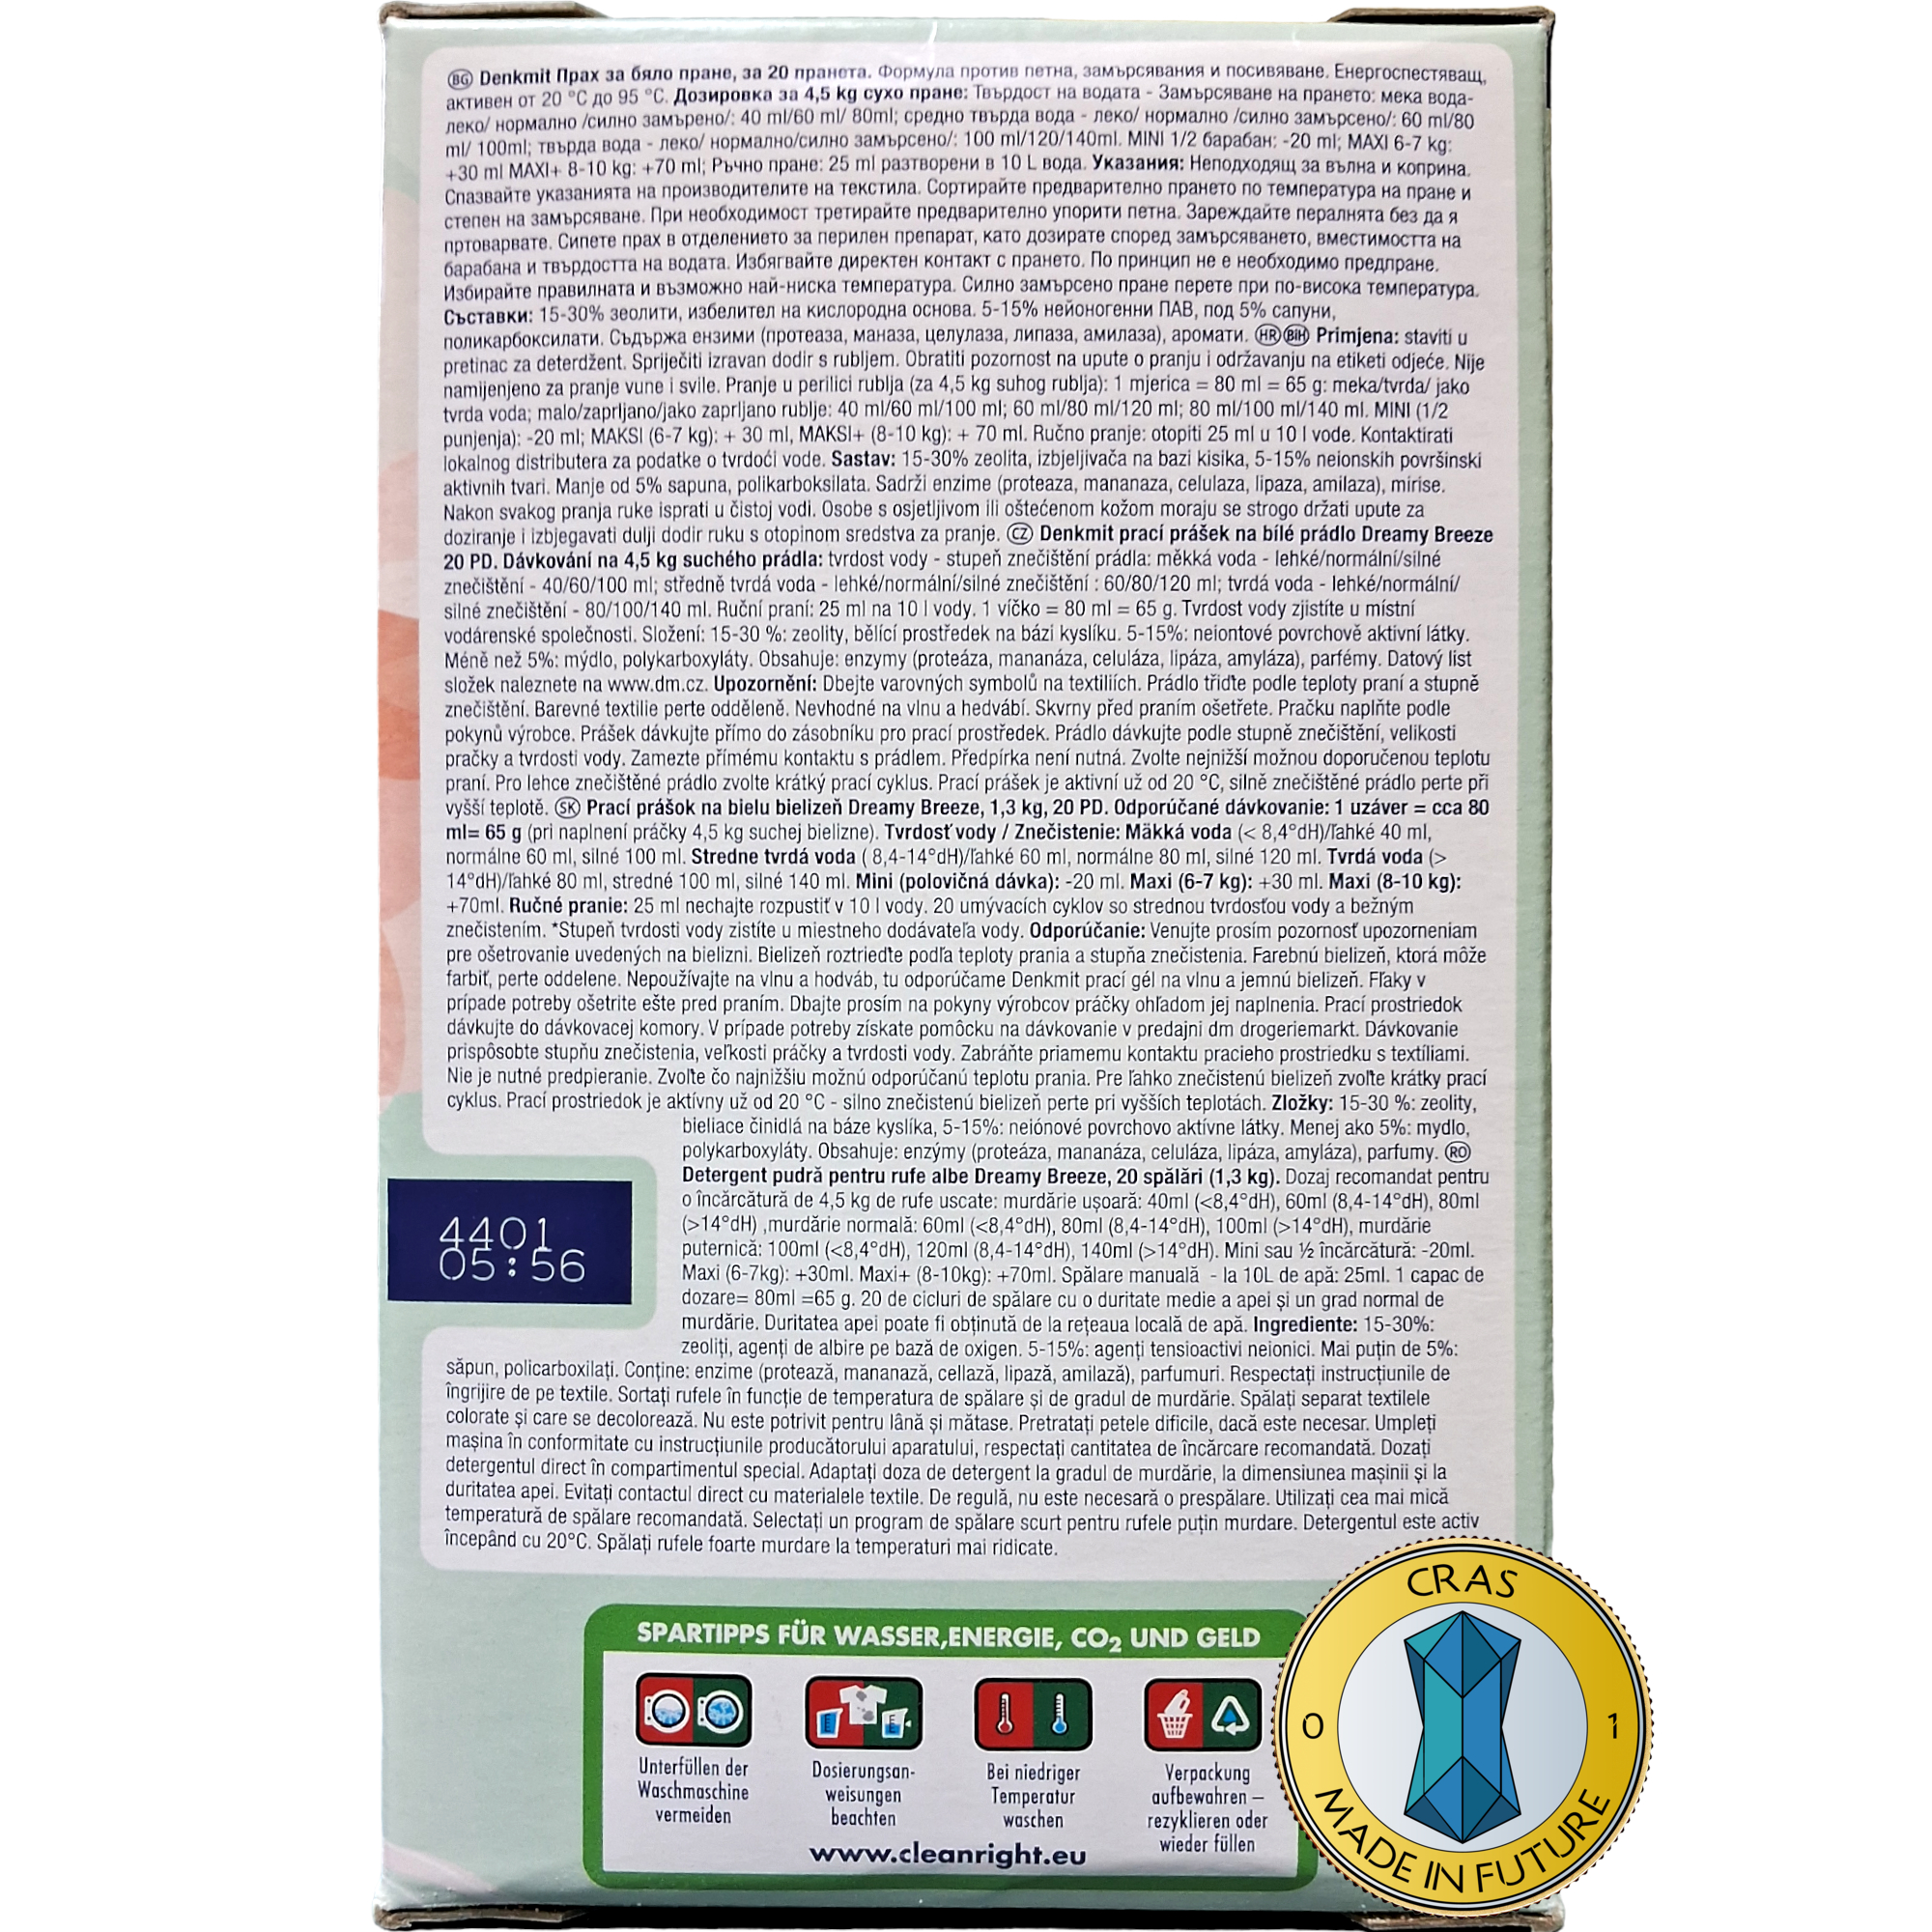 BG Denkmit Прах за бяло пране, за 20 пранета. Формула против петна, замърсявания и посивяване. Енергоспестяващ,
активен от 20 °C до 95 °C. Дозировка за 4,5 kg сухо пране: Твърдост на водата - Замърсяване на прането: мека вода-
леко/ нормално /силно замърено/: 40 ml/60 ml/ 80ml; средно твърда вода - леко/ нормално /силно замърсено/: 60 ml/80
ml/ 100ml; твърда вода - леко/ нормално/силно замърсено/: 100 ml/120/140ml. MINI 1/2 барабан: -20 ml; MAXI 6-7 kg:
+30 ml MAXI+ 8-10 kg: +70 ml; Ръчно пране: 25 ml разтворени в 10 L вода. Указания: Неподходящ за вълна и коприна.
Спазвайте указанията на производителите на текстила. Сортирайте предварително прането по температура на пране и
степен на замърсяване. При необходимост третирайте предварително упорити петна. Зареждайте пералнята без да я
пртоварвате. Сипете прах в отделението за перилен препарат, като дозирате според замърсяването, вместимостта на
барабана и твърдостта на водата. Избягвайте директен контакт с прането. По принцип не е необходимо предпране.
Избирайте правилната и възможно най-ниска температура. Силно замърсено пране перете при по-висока температура.
Съставки: 15-30% зеолити, избелител на кислородна основа. 5-15% нейоногенни ПАВ, под 5% сапуни,
поликарбоксилати. Съдържа ензими (протеаза, маназа, целулаза, липаза, амилаза), аромати. HR BIH Primjena: staviti u
pretinac za deterdžent. Spriječiti izravan dodir s rubljem. Obratiti pozornost na upute o pranju i održavanju na etiketi odjeće. Nije
namijenjeno za pranje vune i svile. Pranje u perilici rublja (za 4,5 kg suhog rublja): 1 mjerica = 80 ml = 65 g: meka/tvrda/ jako
tvrda voda; malo/zaprljano/jako zaprljano rublje: 40 ml/60 ml/100 ml; 60 ml/80 ml/120 ml; 80 ml/100 ml/140 ml. MINI (1/2
punjenja): -20 ml; MAKSI (6-7 kg): + 30 ml, MAKSI+ (8-10 kg): + 70 ml. Ručno pranje: otopiti 25 ml u 10 l vode. Kontaktirati
lokalnog distributera za podatke o tvrdoći vode. Sastav: 15-30% zeolita, izbjeljivača na bazi kisika, 5-15% neionskih površinski
aktivnih tvari. Manje od 5% sapuna, polikarboksilata. Sadrži enzime (proteaza, mananaza, celulaza, lipaza, amilaza), mirise.
Nakon svakog pranja ruke isprati u čistoj vodi. Osobe s osjetljivom ili oštećenom kožom moraju se strogo držati upute za
doziranje i izbjegavati dulji dodir ruku s otopinom sredstva za pranje. CZ Denkmit prací prášek na bílé prádlo Dreamy Breeze
20 PD. Dávkování na 4,5 kg suchého prádla: tvrdost vody - stupeň znečištění prádla: měkká voda - lehké/normální/silné
znečištění - 40/60/100 ml; středně tvrdá voda - lehké/normální/silné znečištění : 60/80/120 ml; tvrdá voda - lehké/normální/
silné znečištění - 80/100/140 ml. Ruční praní: 25 ml na 10 l vody. 1 víčko = 80 ml = 65 g. Tvrdost vody zjistíte u místní
vodárenské společnosti. Složení: 15-30 %: zeolity, bělící prostředek na bázi kyslíku. 5-15%: neiontové povrchově aktivní látky.
Méně než 5%: mýdlo, polykarboxyláty. Obsahuje: enzymy (proteáza, mananáza, celuláza, lipáza, amyláza), parfémy. Datový list
složek naleznete na www.dm.cz. Upozornění: Dbejte varovných symbolů na textiliích. Prádlo třiďte podle teploty praní a stupně
znečištění. Barevné textilie perte odděleně. Nevhodné na vlnu a hedvábí. Skvrny před praním ošetřete. Pračku naplňte podle
pokynů výrobce. Prášek dávkujte přímo do zásobníku pro prací prostředek. Prádlo dávkujte podle stupně znečištění, velikosti
pračky a tvrdosti vody. Zamezte přímému kontaktu s prádlem. Předpírka není nutná. Zvolte nejnižší možnou doporučenou teplotu
praní. Pro lehce znečištěné prádlo zvolte krátký prací cyklus. Prací prášek je aktivní už od 20 °C, silně znečištěné prádlo perte při
vyšší teplotě. SK Prací prášok na bielu bielizeň Dreamy Breeze, 1,3 kg, 20 PD. Odporúčané dávkovanie: 1 uzáver = cca 80
ml= 65 g (pri naplnení práčky 4,5 kg suchej bielizne). Tvrdosť vody / Znečistenie: Mäkká voda (< 8,4°dH)/ľahké 40 ml,
normálne 60 ml, silné 100 ml. Stredne tvrdá voda ( 8,4-14°dH)/ľahké 60 ml, normálne 80 ml, silné 120 ml. Tvrdá voda (>
14°dH)/ľahké 80 ml, stredné 100 ml, silné 140 ml. Mini (polovičná dávka): -20 ml. Maxi (6-7 kg): +30 ml. Maxi (8-10 kg):
+70ml. Ručné pranie: 25 ml nechajte rozpustiť v 10 l vody. 20 umývacích cyklov so strednou tvrdosťou vody a bežným
znečistením. *Stupeň tvrdosti vody zistíte u miestneho dodávateľa vody. Odporúčanie: Venujte prosím pozornosť upozorneniam
pre ošetrovanie uvedených na bielizni. Bielizeň roztrieďte podľa teploty prania a stupňa znečistenia. Farebnú bielizeň, ktorá môže
farbiť, perte oddelene. Nepoužívajte na vlnu a hodváb, tu odporúčame Denkmit prací gél na vlnu a jemnú bielizeň. Fľaky v
prípade potreby ošetrite ešte pred praním. Dbajte prosím na pokyny výrobcov práčky ohľadom jej naplnenia. Prací prostriedok
dávkujte do dávkovacej komory. V prípade potreby získate pomôcku na dávkovanie v predajni dm drogeriemarkt. Dávkovanie
prispôsobte stupňu znečistenia, veľkosti práčky a tvrdosti vody. Zabráňte priamemu kontaktu pracieho prostriedku s textíliami.
Nie je nutné predpieranie. Zvoľte čo najnižšiu možnú odporúčanú teplotu prania. Pre ľahko znečistenú bielizeň zvoľte krátky prací
cyklus. Prací prostriedok je aktívny už od 20 °C - silno znečistenú bielizeň perte pri vyšších teplotách. Zložky: 15-30 %: zeolity,
bieliace činidlá na báze kyslíka, 5-15%: neiónové povrchovo aktívne látky. Menej ako 5%: mydlo,
polykarboxyláty. Obsahuje: enzýmy (proteáza, mananáza, celuláza, lipáza, amyláza), parfumy. RO
Detergent pudră pentru rufe albe Dreamy Breeze, 20 spălări (1,3 kg). Dozaj recomandat pentru
o încărcătură de 4,5 kg de rufe uscate: murdărie ușoară: 40ml (<8,4°dH), 60ml (8,4-14°dH), 80ml
(>14°dH) ,murdărie normală: 60ml (<8,4°dH), 80ml (8,4-14°dH), 100ml (>14°dH), murdărie
puternică: 100ml (<8,4°dH), 120ml (8,4-14°dH), 140ml (>14°dH). Mini sau ½ încărcătură: -20ml.
Maxi (6-7kg): +30ml. Maxi+ (8-10kg): +70ml. Spălare manuală - la 10L de apă: 25ml. 1 capac de
dozare= 80ml =65 g. 20 de cicluri de spălare cu o duritate medie a apei și un grad normal de
murdărie. Duritatea apei poate fi obținută de la rețeaua locală de apă. Ingrediente: 15-30%:
zeoliți, agenți de albire pe bază de oxigen. 5-15%: agenți tensioactivi neionici. Mai puțin de 5%:
săpun, policarboxilați. Conține: enzime (protează, mananază, cellază, lipază, amilază), parfumuri. Respectați instrucțiunile de
îngrijire de pe textile. Sortați rufele în funcție de temperatura de spălare și de gradul de murdărie. Spălați separat textilele
colorate și care se decolorează. Nu este potrivit pentru lână și mătase. Pretratați petele dificile, dacă este necesar. Umpleți
mașina în conformitate cu instrucțiunile producătorului aparatului, respectați cantitatea de încărcare recomandată. Dozați
detergentul direct în compartimentul special. Adaptați doza de detergent la gradul de murdărie, la dimensiunea mașinii și la
duritatea apei. Evitați contactul direct cu materialele textile. De regulă, nu este necesară o prespălare. Utilizați cea mai mică
temperatură de spălare recomandată. Selectați un program de spălare scurt pentru rufele puțin murdare. Detergentul este activ
începând cu 20°C. Spălați rufele foarte murdare la temperaturi mai ridicate.
4401
05:56
SPARTIPPS FÜR WASSER,ENERGIE, CO2 UND GELD
Unterfüllen der
Waschmaschine
vermeiden
Dosierungsan-
weisungen
beachten
Bei niedriger
Temperatur
waschen
Verpackung
aufbewahren –
rezyklieren oder
wieder füllen
www.cleanright.eu
CRAS
0 1
MADE IN FUTURE